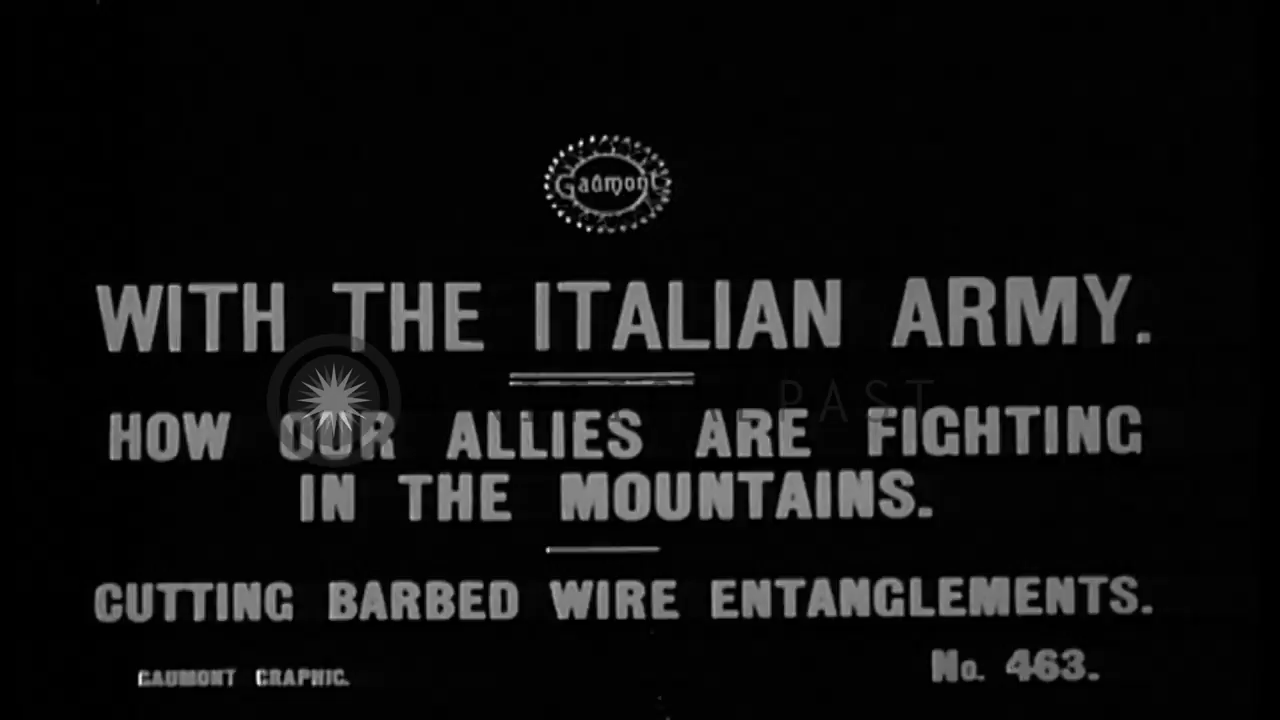 Gaumont
WITH THE ITALIAN ARMY.
PAST
HOW OUR ALLIES ARE FIGHTING
IN THE MOUNTAINS.
CUTTING BARBED WIRE ENTANGLEMENTS.
GAUMONT GRAPHIC.
No. 463.